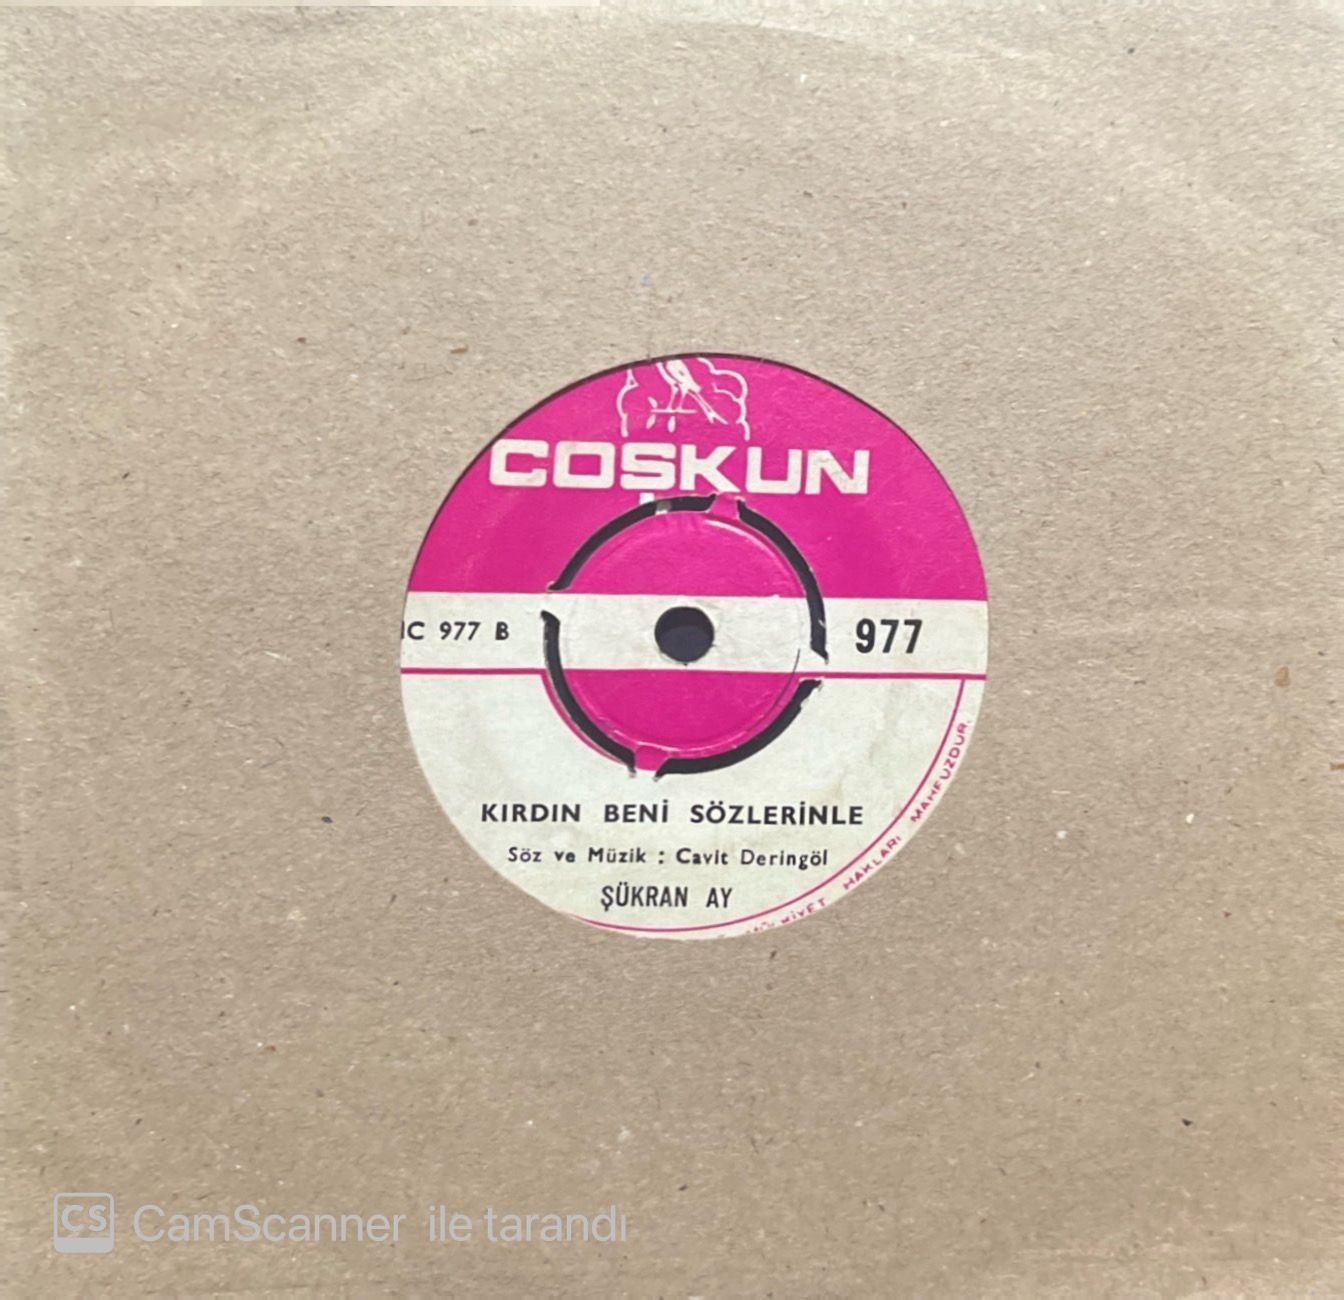 COŞKUN
C 977 B
977
KIRDIN BENİ SÖZLERİNLE
Söz ve Müzik : Cavit Deringöl
ŞÜKRAN AY
HAKLARI MAHFUZDUR.
CS CamScanner ile tarandı